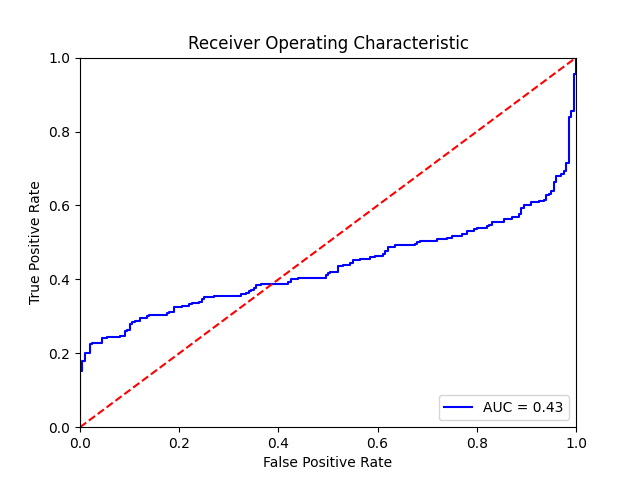 Receiver Operating Characteristic
True Positive Rate
1.0
0.8
0.6
0.4
0.2
0.0
AUC = 0.43
0.0 0.2 0.4 0.6 0.8 1.0
False Positive Rate